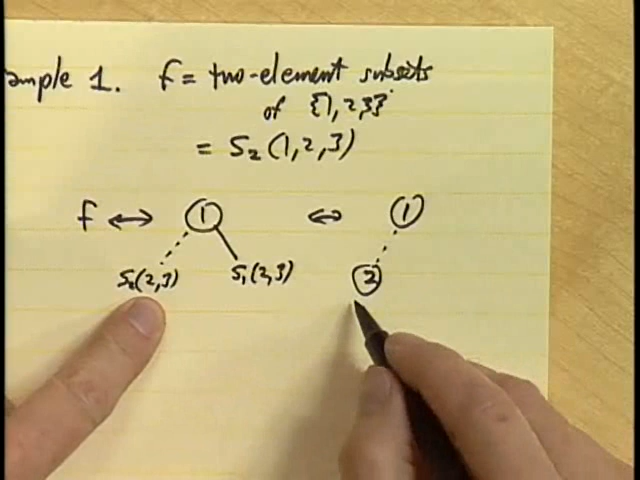 ample 1. f = two-element subsets
of {1,2,3}
= S₂(1,2,3)
f ↔ 1 ↔ 1
S₂(2,3) S₁(2,3) 2